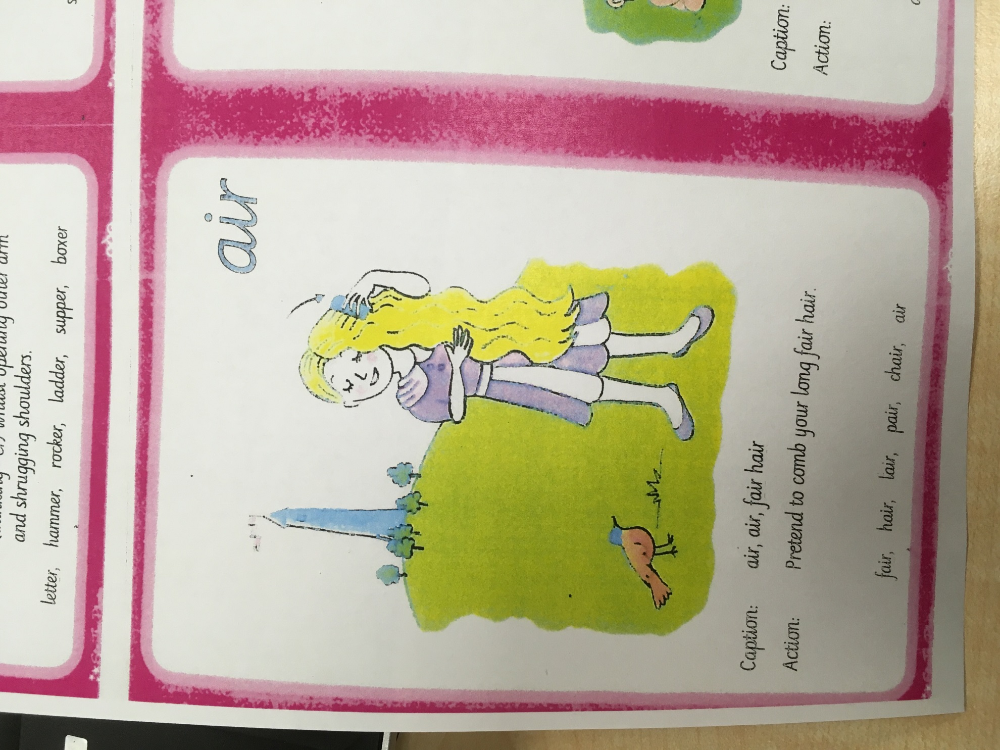 and shrugging shoulders.
letter, hammer, rocker, ladder, supper, boxer
air
Caption: air, air, air, fair hair
Action: Pretend to comb your long fair hair.
fair, hair, lair, pair, chair, air
Caption:
Action: